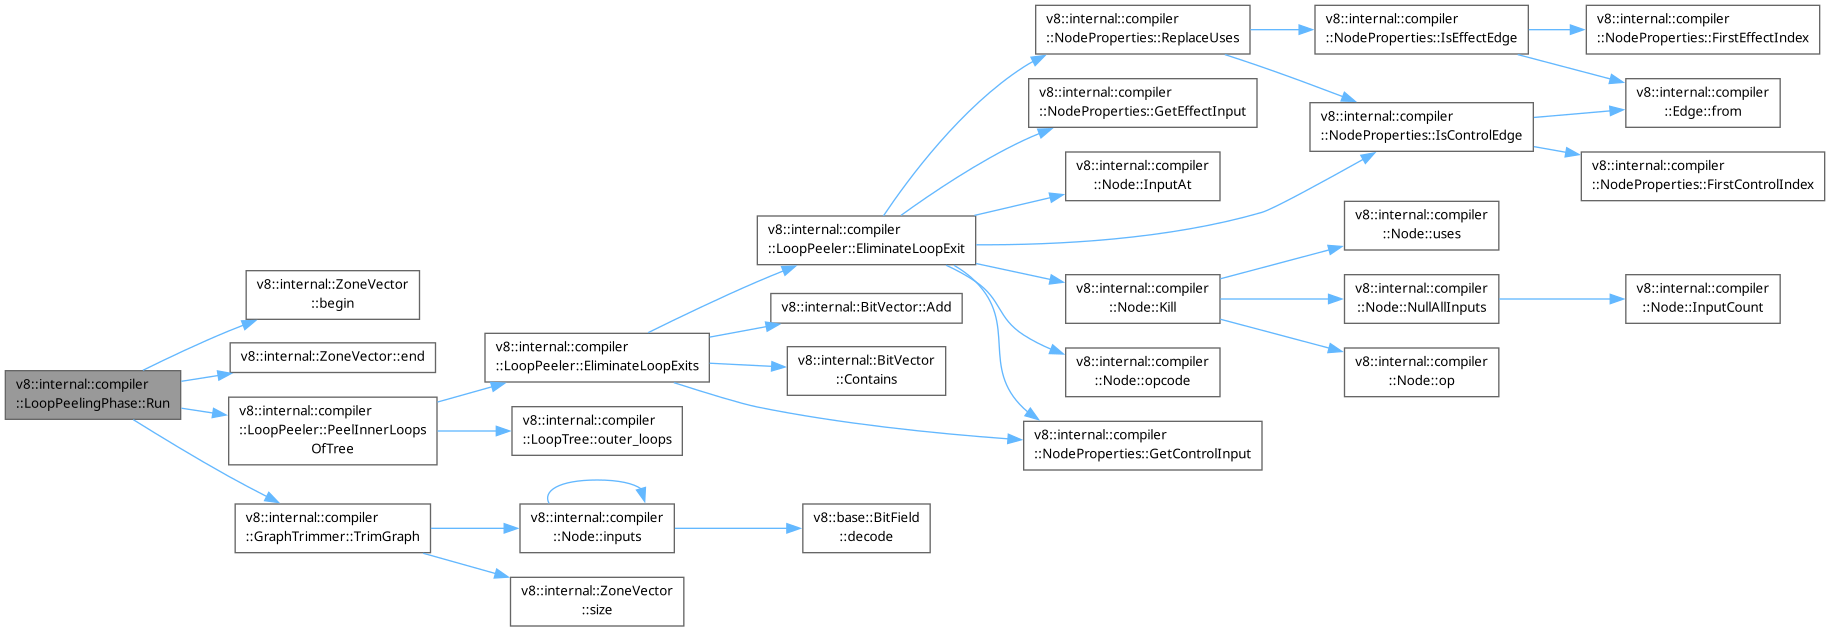 v8::internal::compiler
::LoopPeelingPhase::Run
v8::internal::ZoneVector
::begin
v8::internal::ZoneVector::end
v8::internal::compiler
::LoopPeeler::PeelInnerLoops
OfTree
v8::internal::compiler
::GraphTrimmer::TrimGraph
v8::internal::compiler
::LoopPeeler::EliminateLoopExits
v8::internal::compiler
::LoopTree::outer_loops
v8::internal::compiler
::Node::inputs
v8::internal::ZoneVector
::size
v8::internal::compiler
::LoopPeeler::EliminateLoopExit
v8::internal::BitVector::Add
v8::internal::BitVector
::Contains
v8::base::BitField
::decode
v8::internal::compiler
::NodeProperties::ReplaceUses
v8::internal::compiler
::NodeProperties::GetEffectInput
v8::internal::compiler
::Node::InputAt
v8::internal::compiler
::Node::Kill
v8::internal::compiler
::Node::opcode
v8::internal::compiler
::NodeProperties::GetControlInput
v8::internal::compiler
::NodeProperties::IsEffectEdge
v8::internal::compiler
::NodeProperties::IsControlEdge
v8::internal::compiler
::Node::uses
v8::internal::compiler
::Node::NullAllInputs
v8::internal::compiler
::Node::op
v8::internal::compiler
::NodeProperties::FirstEffectIndex
v8::internal::compiler
::Edge::from
v8::internal::compiler
::NodeProperties::FirstControlIndex
v8::internal::compiler
::Node::InputCount